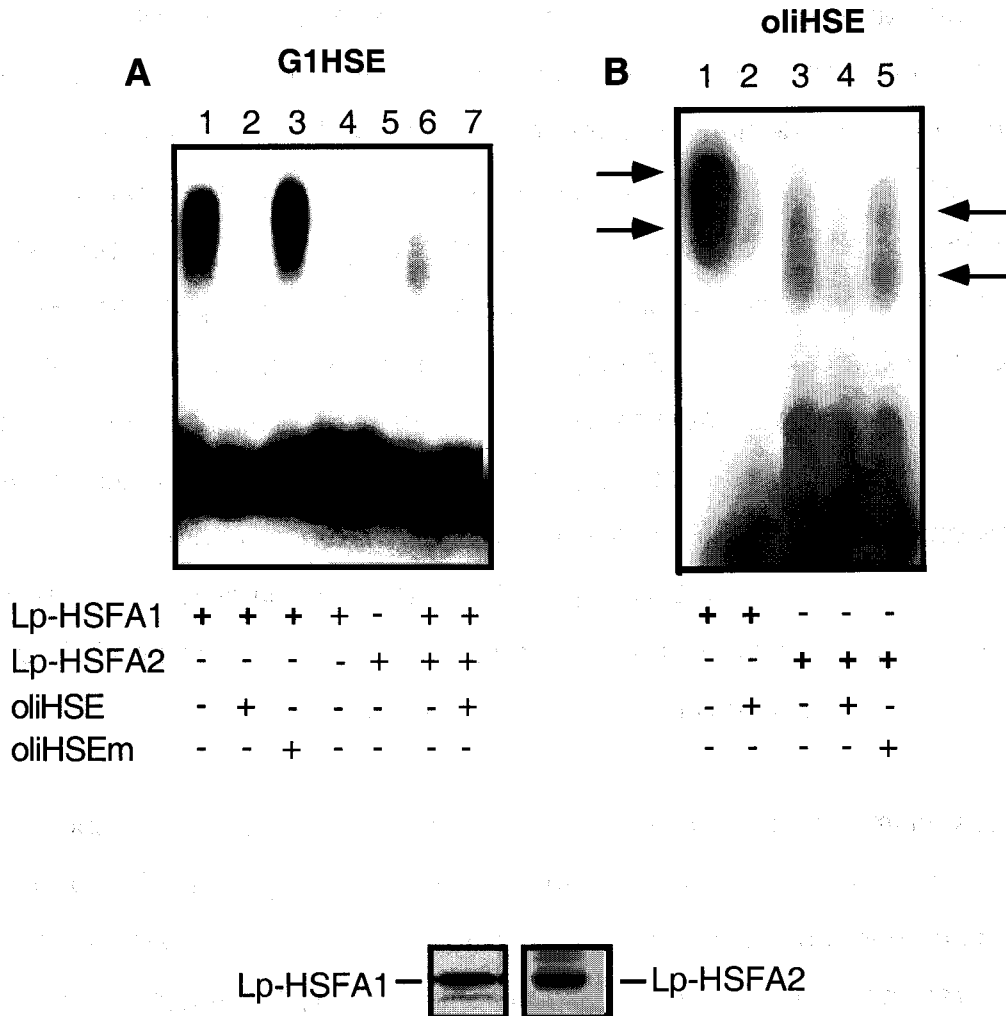 A G1HSE
1 2 3 4 5 6 7
B oliHSE
1 2 3 4 5
Lp-HSFA1 + + + + - + + + + - - -
Lp-HSFA2 - - - - + + + - - + + +
oliHSE - + - - - - + - + - + -
oliHSEm - - + - - - - - - - - +
Lp-HSFA1 Lp-HSFA2